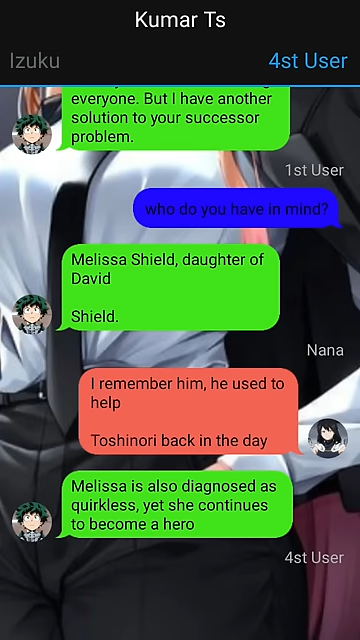 Kumar Ts
Izuku
4st User
everyone. But I have another
solution to your successor
problem.
1st User
who do you have in mind?
Melissa Shield, daughter of
David
Shield.
Nana
I remember him, he used to
help
Toshinori back in the day
Melissa is also diagnosed as
quirkless, yet she continues
to become a hero
4st User